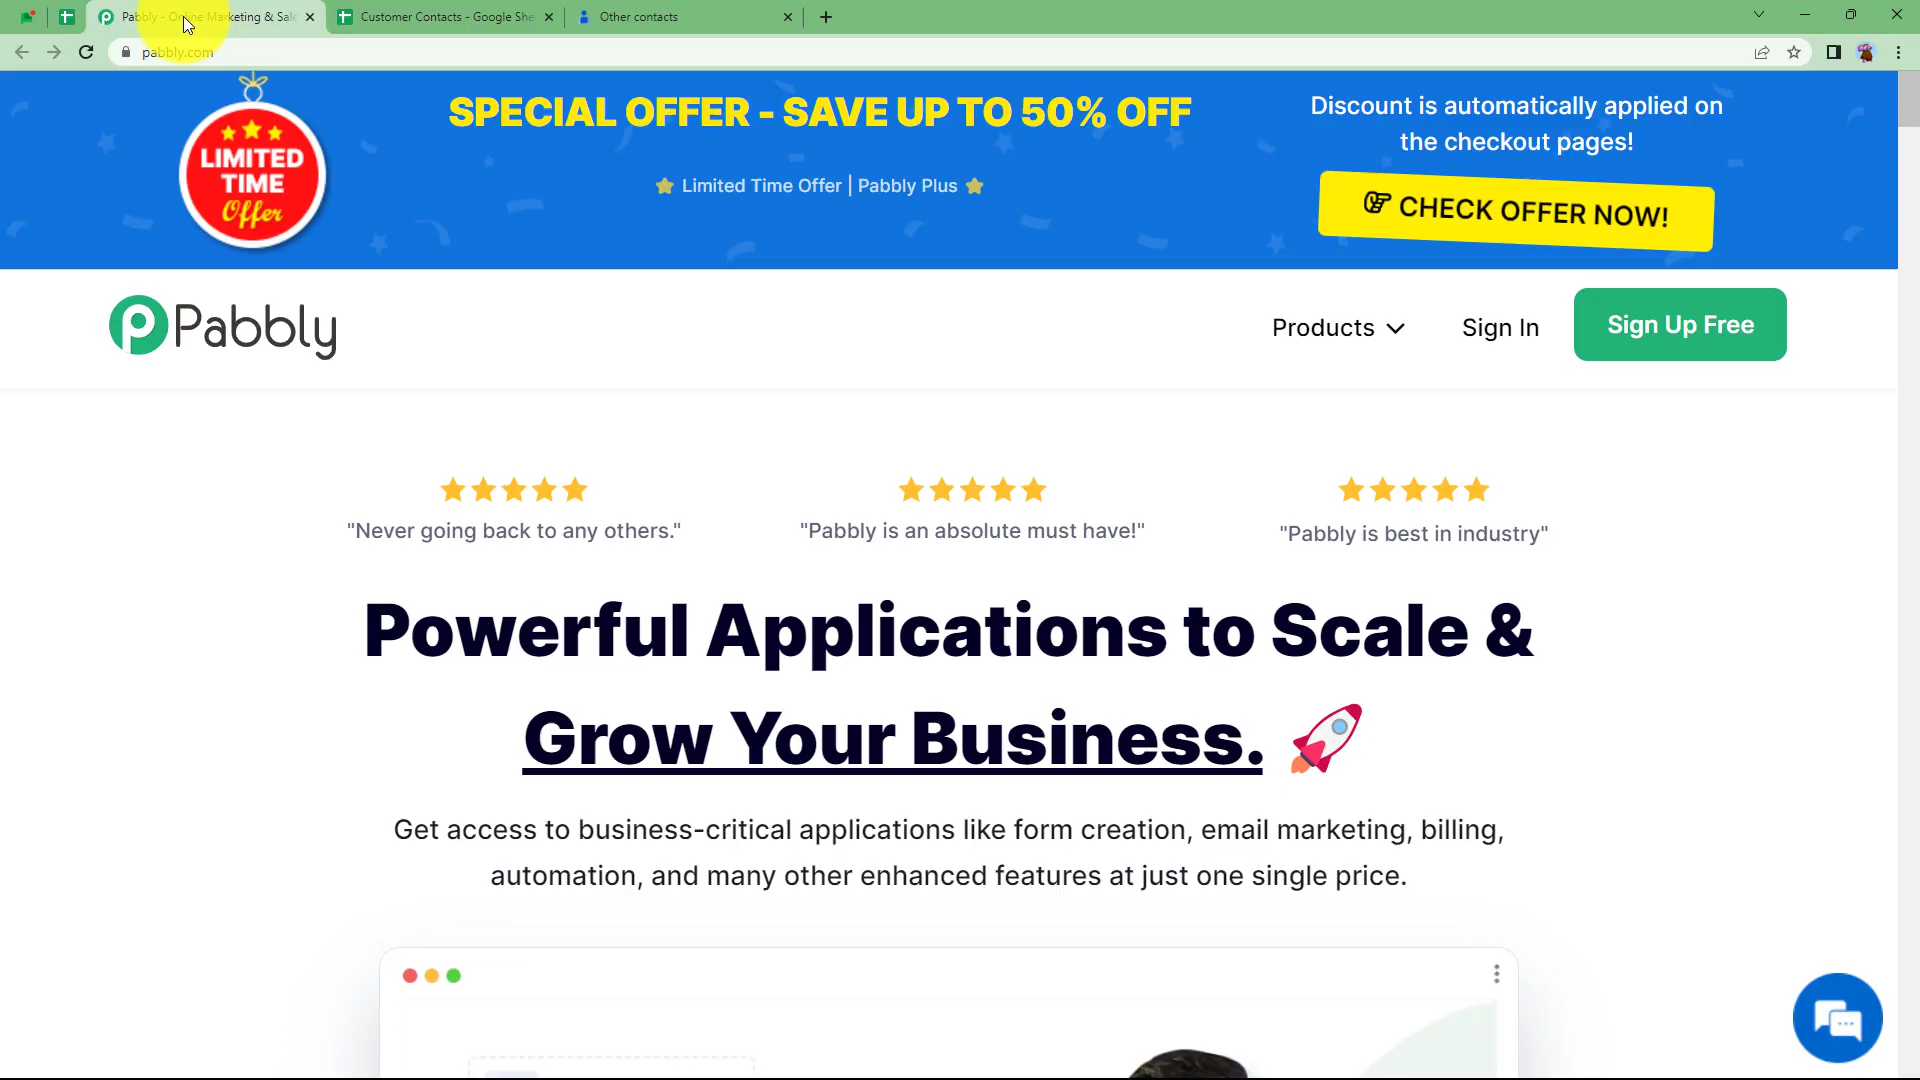 Pabbly - Online Marketing & Sale
Customer Contacts - Google She
Other contacts
pabbly.com
LIMITED
TIME
Offer
SPECIAL OFFER - SAVE UP TO 50% OFF
Limited Time Offer | Pabbly Plus
Discount is automatically applied on
the checkout pages!
CHECK OFFER NOW!
Pabbly
Products
Sign In
Sign Up Free
"Never going back to any others."
"Pabbly is an absolute must have!"
"Pabbly is best in industry"
Powerful Applications to Scale &
Grow Your Business.
Get access to business-critical applications like form creation, email marketing, billing,
automation, and many other enhanced features at just one single price.